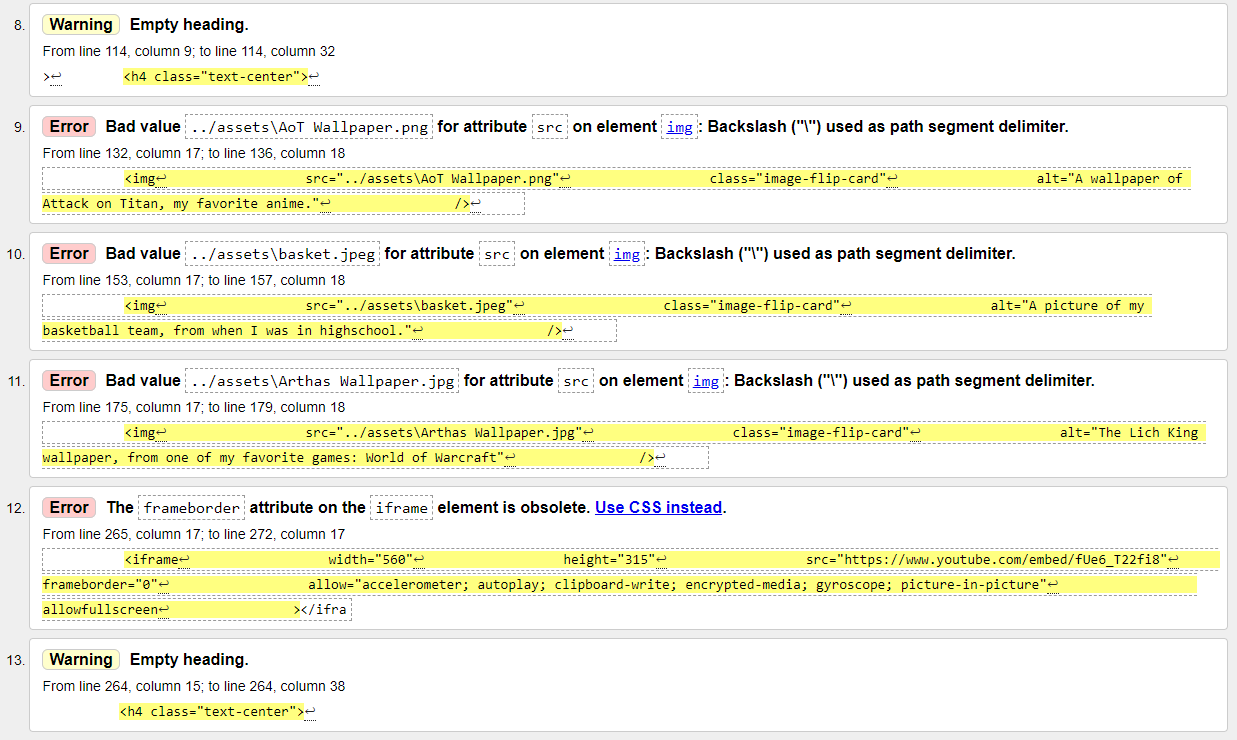 8. Warning Empty heading.
From line 114, column 9; to line 114, column 32
>↩ <h4 class="text-center">↩
9. Error Bad value ../assets\AoT Wallpaper.png for attribute src on element img: Backslash ("\") used as path segment delimiter.
From line 132, column 17; to line 136, column 18
<img↩ src="../assets\AoT Wallpaper.png"↩ class="image-flip-card"↩ alt="A wallpaper of
Attack on Titan, my favorite anime."↩ />↩
10. Error Bad value ../assets\basket.jpeg for attribute src on element img: Backslash ("\") used as path segment delimiter.
From line 153, column 17; to line 157, column 18
<img↩ src="../assets\basket.jpeg"↩ class="image-flip-card"↩ alt="A picture of my
basketball team, from when I was in highschool."↩ />↩
11. Error Bad value ../assets\Arthas Wallpaper.jpg for attribute src on element img: Backslash ("\") used as path segment delimiter.
From line 175, column 17; to line 179, column 18
<img↩ src="../assets\Arthas Wallpaper.jpg"↩ class="image-flip-card"↩ alt="The Lich King
wallpaper, from one of my favorite games: World of Warcraft"↩ />↩
12. Error The frameborder attribute on the iframe element is obsolete. Use CSS instead.
From line 265, column 17; to line 272, column 17
<iframe↩ width="560"↩ height="315"↩ src="https://www.youtube.com/embed/fUe6_T22fi8"↩
frameborder="0"↩ allow="accelerometer; autoplay; clipboard-write; encrypted-media; gyroscope; picture-in-picture"↩
allowfullscreen↩ ></ifra
13. Warning Empty heading.
From line 264, column 15; to line 264, column 38
<h4 class="text-center">↩